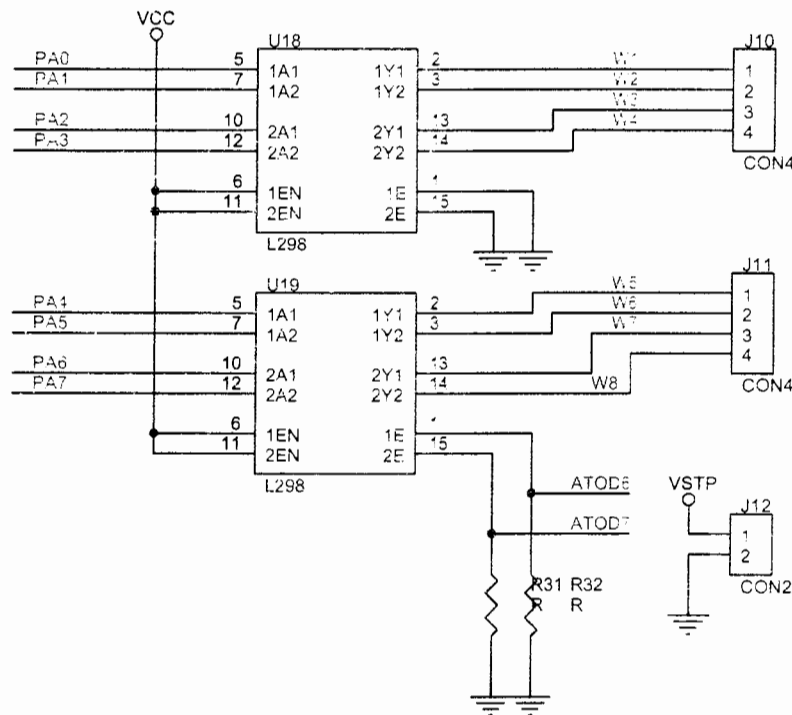 VCC
U18
J10
PA0 5 1A1 1Y1 2 W1 1
PA1 7 1A2 1Y2 3 W2 2
PA2 10 2A1 2Y1 13 W3 3
PA3 12 2A2 2Y2 14 W4 4
CON4
6 1EN 1E 1
11 2EN 2E 15
L298
U19
J11
PA4 5 1A1 1Y1 2 W5 1
PA5 7 1A2 1Y2 3 W6 2
W7 3
PA6 10 2A1 2Y1 13 4
PA7 12 2A2 2Y2 14 W8
CON4
6 1EN 1E 1
11 2EN 2E 15
L298
ATOD6
VSTP
J12
ATOD7
1
2
CON2
R31 R32
R R